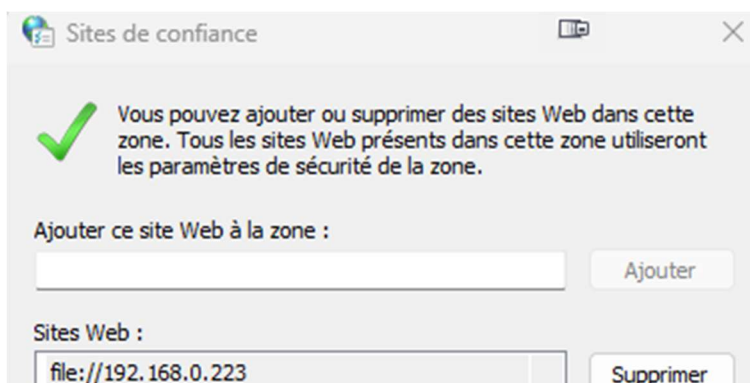 Sites de confiance
Vous pouvez ajouter ou supprimer des sites Web dans cette
zone. Tous les sites Web présents dans cette zone utiliseront
les paramètres de sécurité de la zone.
Ajouter ce site Web à la zone :
Ajouter
Sites Web :
file://192.168.0.223
Supprimer